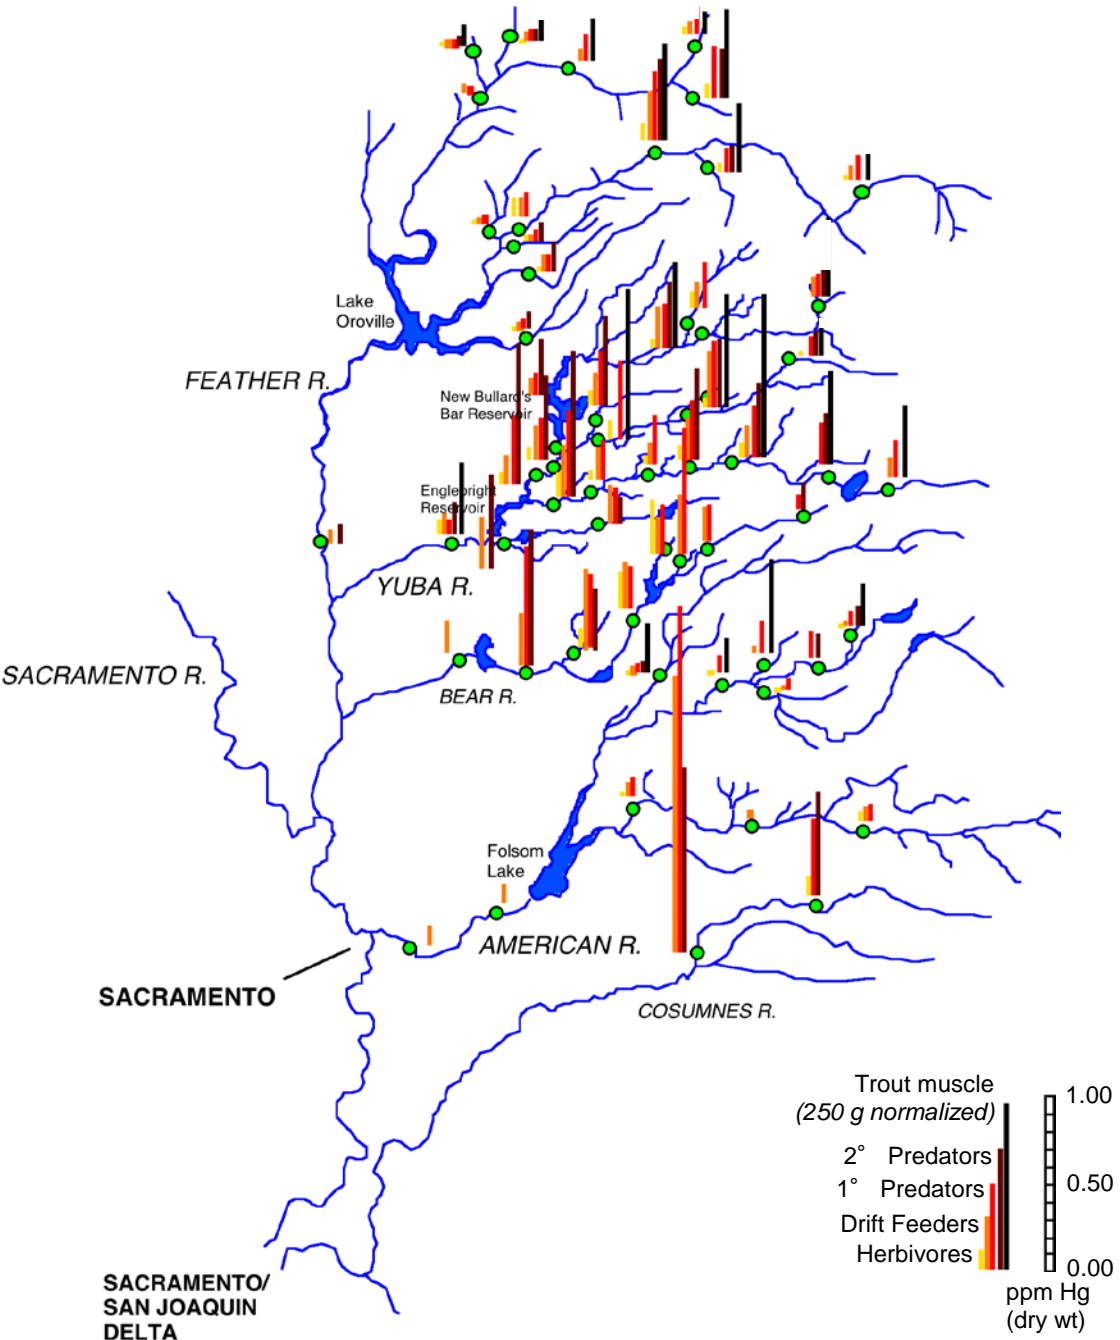 Lake
Oroville
FEATHER R.
New Bullard's
Bar Reservoir
Englebright
Reservoir
YUBA R.
SACRAMENTO R.
BEAR R.
Folsom
Lake
AMERICAN R.
SACRAMENTO
COSUMNES R.
Trout muscle
(250 g normalized)
2° Predators
1° Predators
Drift Feeders
Herbivores
1.00
0.50
0.00
ppm Hg
(dry wt)
SACRAMENTO/
SAN JOAQUIN
DELTA